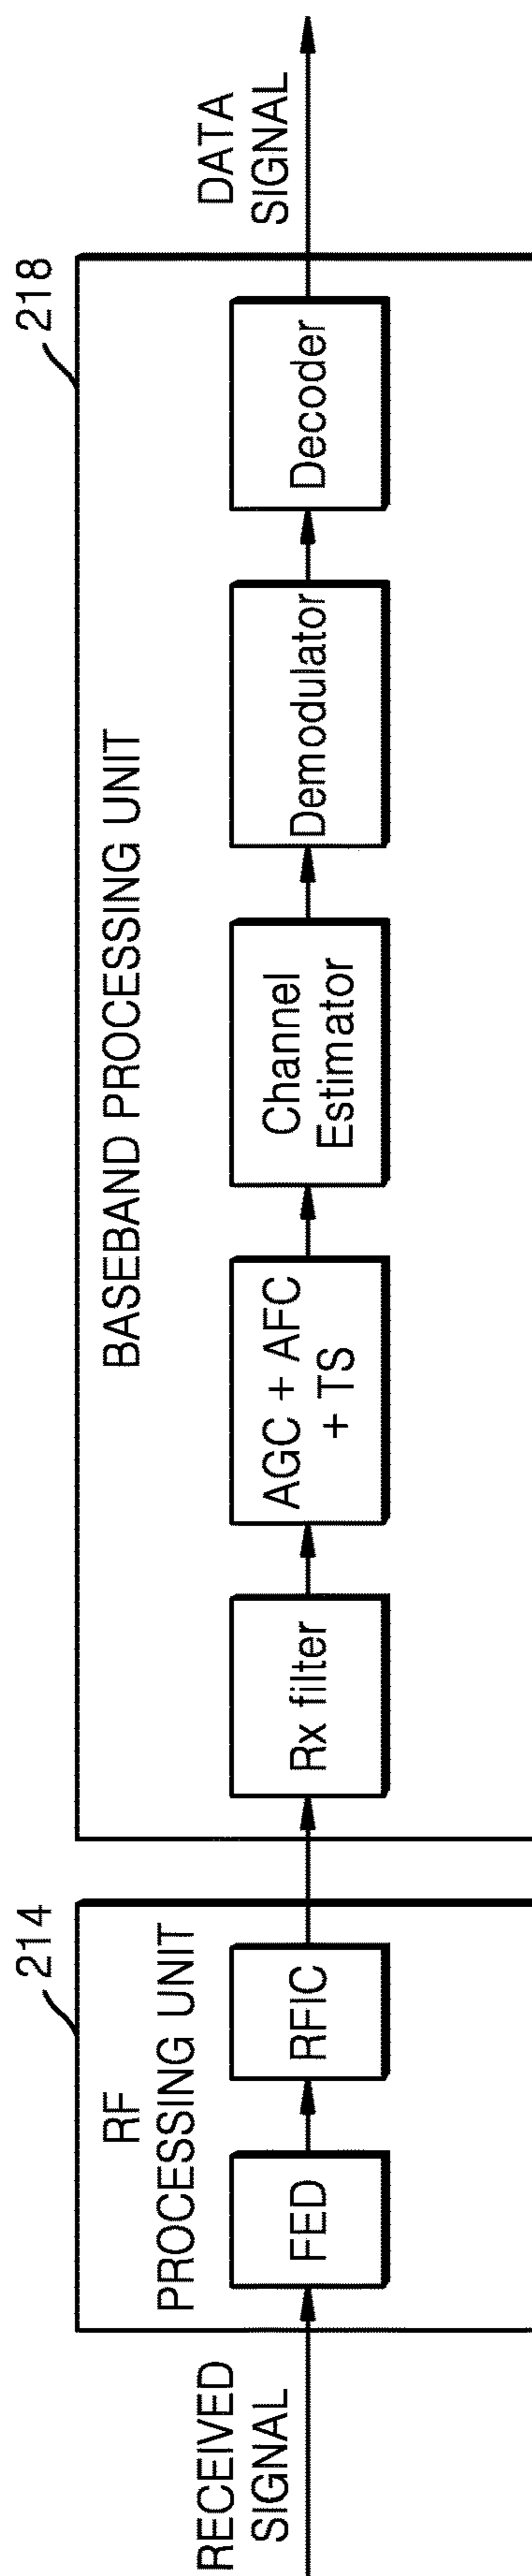 RECEIVED
SIGNAL
214
RF
PROCESSING UNIT
FED
RFIC
218
BASEBAND PROCESSING UNIT
Rx filter
AGC + AFC
+ TS
Channel
Estimator
Demodulator
Decoder
DATA
SIGNAL